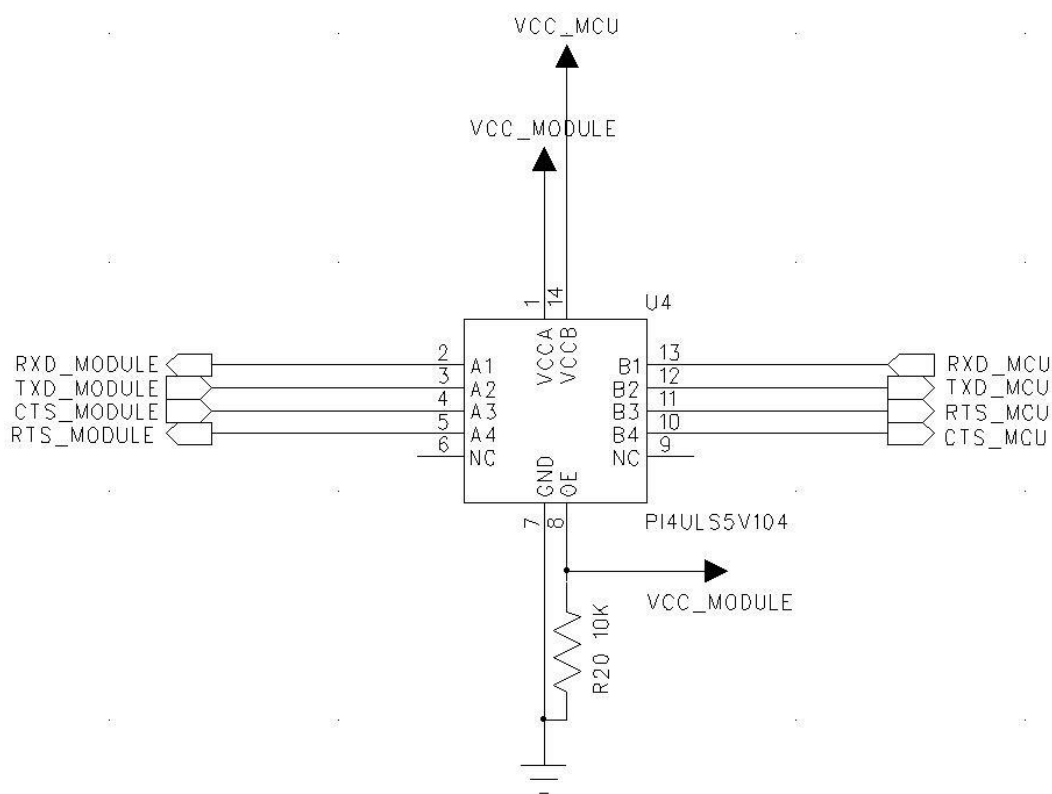 VCC_MCU
VCC_MODULE
1
14
U4
VCCA
VCCB
RXD_MODULE 2 A1 B1 13 RXD_MCU
TXD_MODULE 3 A2 B2 12 TXD_MCU
CTS_MODULE 4 A3 B3 11 RTS_MCU
RTS_MODULE 5 A4 B4 10 CTS_MCU
6 NC NC 9
GND
OE
7
8
PI4ULS5V104
VCC_MODULE
R20 10K